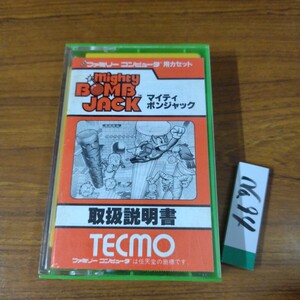 ファミリー コンピュータ用カセット
Mighty
BOMB
JACK
マイティ
ボンジャック
取扱説明書
TECMO
ファミリー コンピュータは任天堂の商標です。